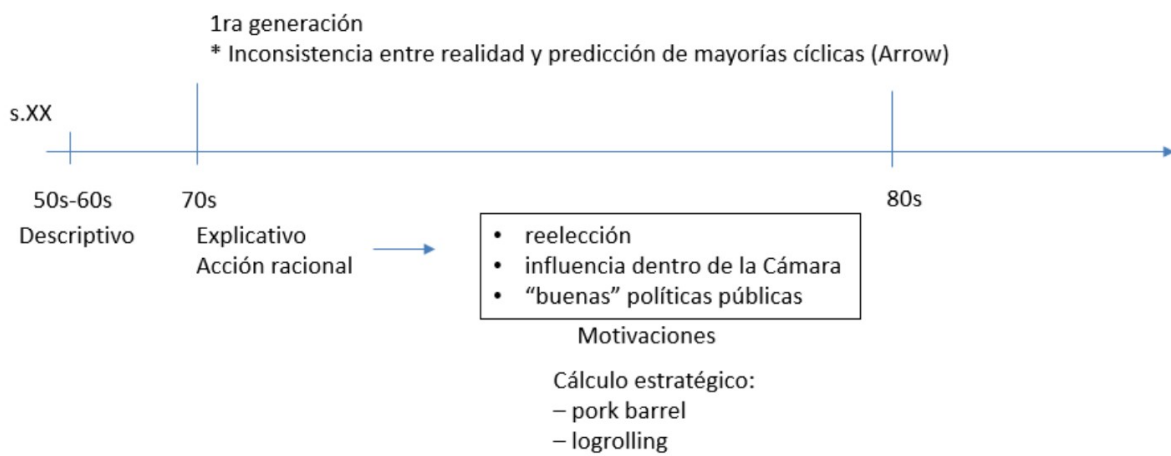 1ra generación
* Inconsistencia entre realidad y predicción de mayorías cíclicas (Arrow)
s.XX
50s-60s
Descriptivo
70s
Explicativo
Acción racional
80s
• reelección
• influencia dentro de la Cámara
• “buenas” políticas públicas
Motivaciones
Cálculo estratégico:
– pork barrel
– logrolling